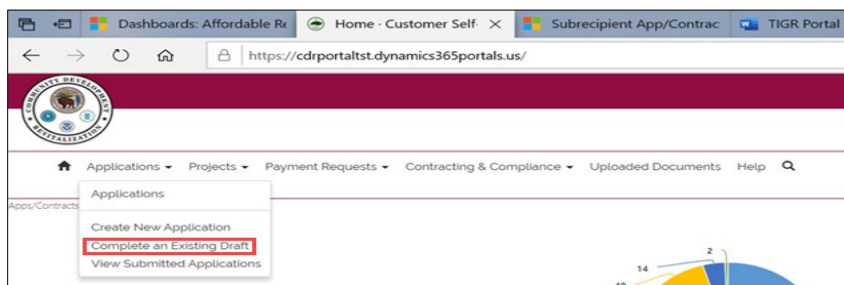 Dashboards: Affordable Re
Home · Customer Self-
Subrecipient App/Contrac
TIGR Portal
https://cdrportaltst.dynamics365portals.us/
COMMUNITY DEVELOPMENT
REVITALIZATION
Applications Projects Payment Requests Contracting & Compliance Uploaded Documents Help
Applications
Apps/Contracts
Create New Application
Complete an Existing Draft
View Submitted Applications
2
14